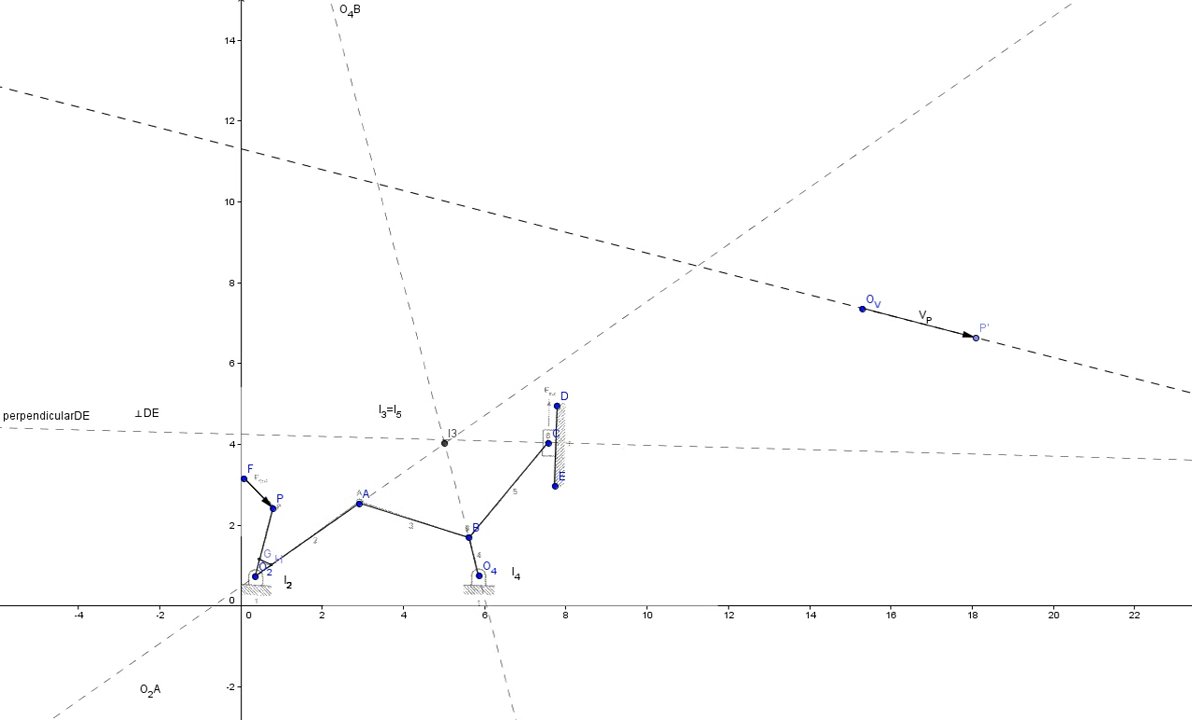 O₄B
14
12
10
8
O_V
V_P
P'
6
D
perpendicularDE
⊥DE
I₃=I₅
I3
C
4
F
E
P
A
A
5
3
B
2
2
G
H
O₂
I₂
4
O₄
I₄
0
-4
-2
0
2
4
6
8
10
12
14
16
18
20
22
-2
O₂A